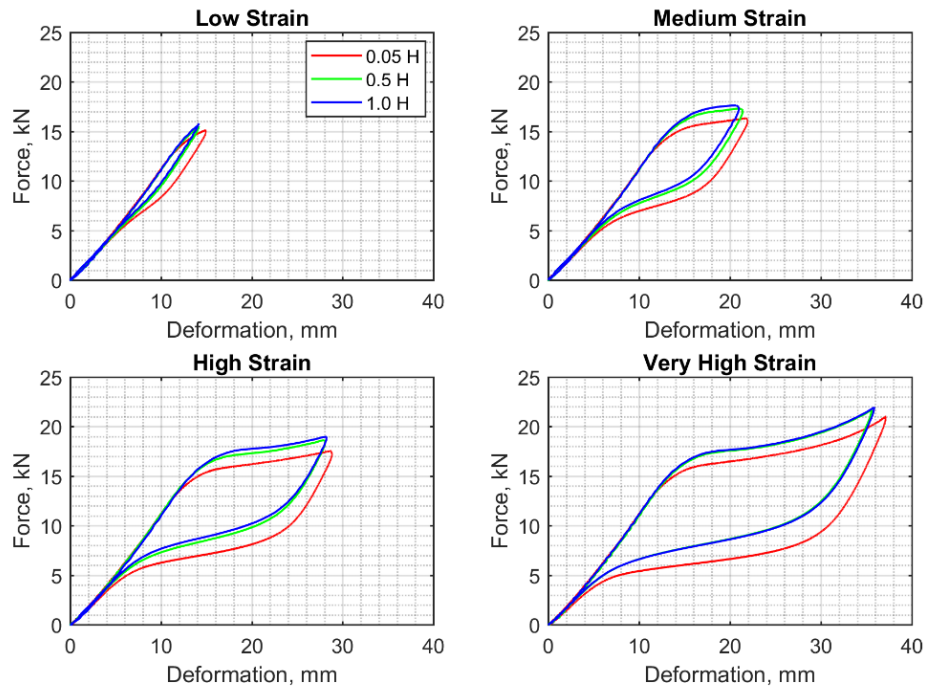 Low Strain
25
20
15
10
5
0
Force, kN
0 10 20 30 40
Deformation, mm
0.05 H
0.5 H
1.0 H
Medium Strain
25
20
15
10
5
0
Force, kN
0 10 20 30 40
Deformation, mm
High Strain
25
20
15
10
5
0
Force, kN
0 10 20 30 40
Deformation, mm
Very High Strain
25
20
15
10
5
0
Force, kN
0 10 20 30 40
Deformation, mm